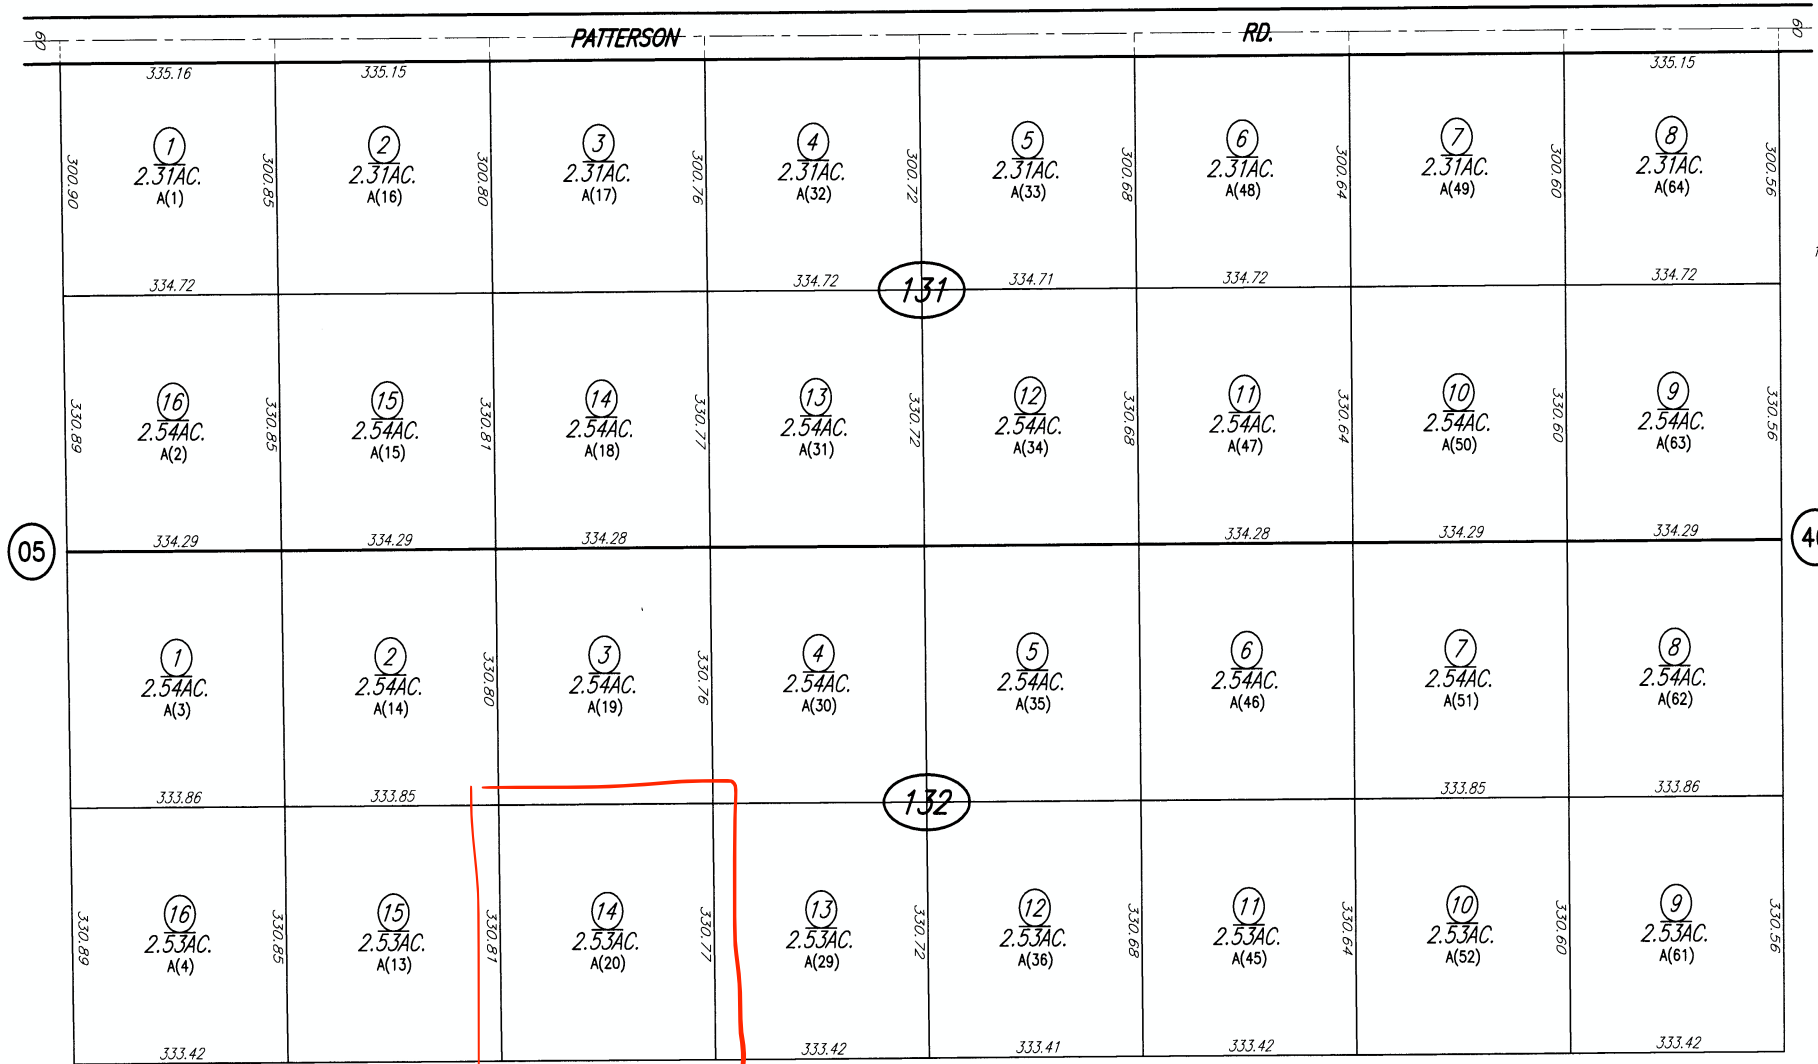 60 PATTERSON RD. 60
335.16 335.15 335.15
1 2 3 4 5 6 7 8
2.31AC. 2.31AC. 2.31AC. 2.31AC. 2.31AC. 2.31AC. 2.31AC. 2.31AC.
A(1) A(16) A(17) A(32) A(33) A(48) A(49) A(64)
300.90 300.85 300.80 300.76 300.72 300.68 300.64 300.60 300.56
334.72 334.72 131 334.71 334.72 334.72
16 15 14 13 12 11 10 9
2.54AC. 2.54AC. 2.54AC. 2.54AC. 2.54AC. 2.54AC. 2.54AC. 2.54AC.
A(2) A(15) A(18) A(31) A(34) A(47) A(50) A(63)
330.89 330.85 330.81 330.77 330.72 330.68 330.64 330.60 330.56
05 334.29 334.29 334.28 334.28 334.29 334.29
1 2 3 4 5 6 7 8
2.54AC. 2.54AC. 2.54AC. 2.54AC. 2.54AC. 2.54AC. 2.54AC. 2.54AC.
A(3) A(14) A(19) A(30) A(35) A(46) A(51) A(62)
330.80 330.76
333.86 333.85 132 333.85 333.86
16 15 14 13 12 11 10 9
2.53AC. 2.53AC. 2.53AC. 2.53AC. 2.53AC. 2.53AC. 2.53AC. 2.53AC.
A(4) A(13) A(20) A(29) A(36) A(45) A(52) A(61)
330.89 330.85 330.81 330.77 330.72 330.68 330.64 330.60 330.56
333.42 333.42 333.41 333.42 333.42